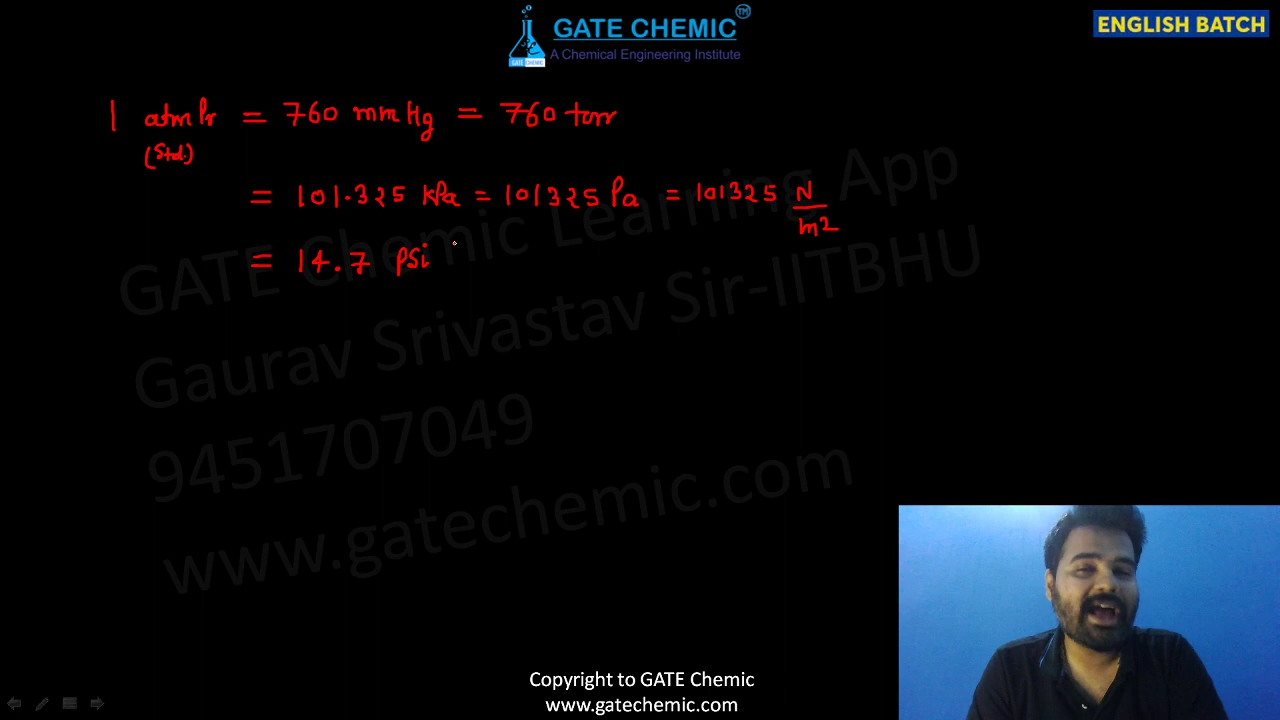 GATE CHEMIC™
A Chemical Engineering Institute
GATE CHEMIC
ENGLISH BATCH
1 atm Pr = 760 mm Hg = 760 torr
(Std.)
= 101.325 kPa = 101325 Pa = 101325 N/m2
= 14.7 psi
GATE Chemic Learning App
Gaurav Srivastav Sir-IITBHU
9451707049
www.gatechemic.com
Copyright to GATE Chemic
www.gatechemic.com